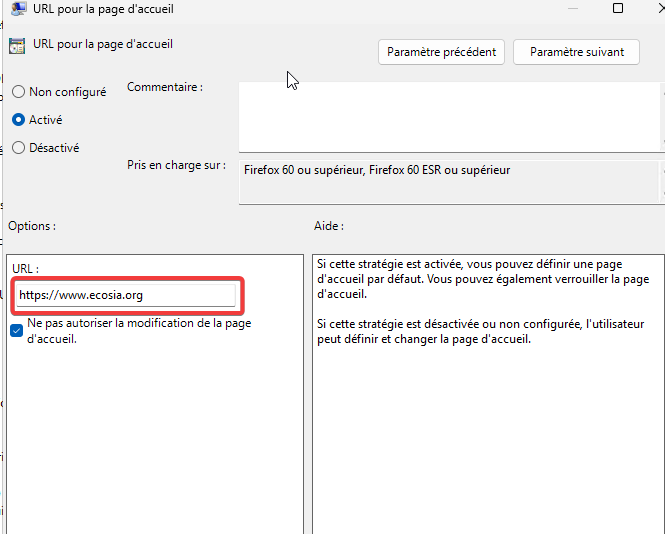 URL pour la page d'accueil
URL pour la page d'accueil
Paramètre précédent
Paramètre suivant
Non configuré
Commentaire :
Activé
Désactivé
Pris en charge sur :
Firefox 60 ou supérieur, Firefox 60 ESR ou supérieur
Options :
Aide :
URL :
https://www.ecosia.org
Ne pas autoriser la modification de la page
d'accueil.
Si cette stratégie est activée, vous pouvez définir une page
d'accueil par défaut. Vous pouvez également verrouiller la page
d'accueil.
Si cette stratégie est désactivée ou non configurée, l'utilisateur
peut définir et changer la page d'accueil.